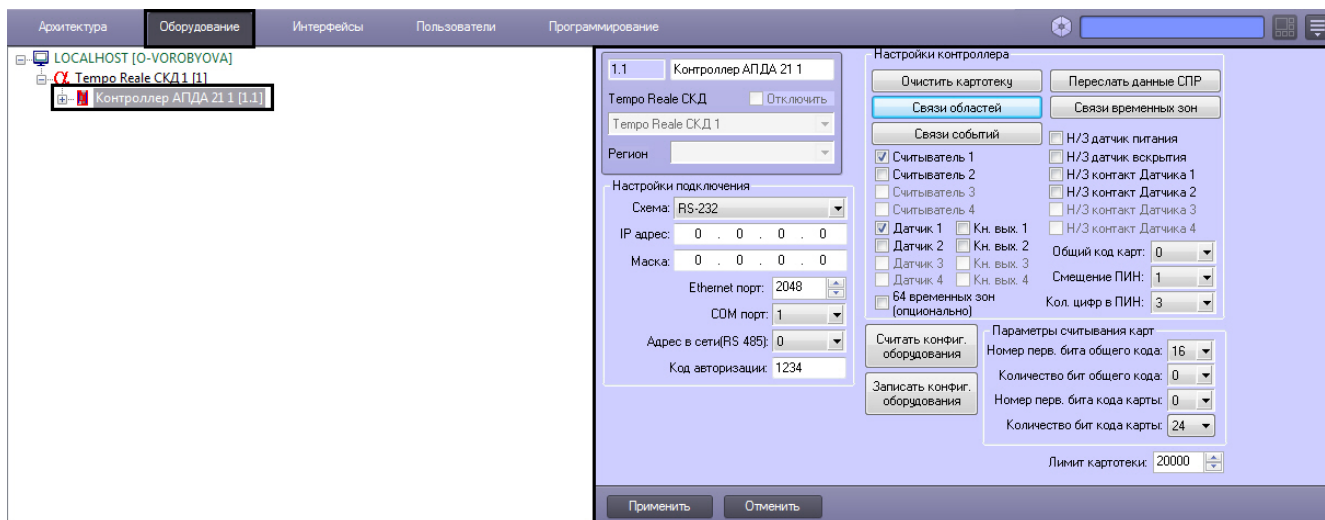 Архитектура Оборудование Интерфейсы Пользователи Программирование
LOCALHOST [O-VOROBYOVA]
Tempo Reale СКД 1 [1]
Контроллер АПДА 21 1 [1.1]
1.1 Контроллер АПДА 21 1
Tempo Reale СКД Отключить
Tempo Reale СКД 1
Регион
Настройки подключения
Схема: RS-232
IP адрес: 0 . 0 . 0 . 0
Маска: 0 . 0 . 0 . 0
Ethernet порт: 2048
COM порт: 1
Адрес в сети(RS 485): 0
Код авторизации: 1234
Настройки контроллера
Очистить картотеку Переслать данные СПР
Связи областей Связи временных зон
Связи событий
Н/З датчик питания
Считыватель 1 Н/З датчик вскрытия
Считыватель 2 Н/З контакт Датчика 1
Считыватель 3 Н/З контакт Датчика 2
Считыватель 4 Н/З контакт Датчика 3
Датчик 1 Кн. вых. 1 Н/З контакт Датчика 4
Датчик 2 Кн. вых. 2 Общий код карт: 0
Датчик 3 Кн. вых. 3
Датчик 4 Кн. вых. 4 Смещение ПИН: 1
64 временных зон
(опционально) Кол. цифр в ПИН: 3
Считать конфиг.
оборудования
Записать конфиг.
оборудования
Параметры считывания карт
Номер перв. бита общего кода: 16
Количество бит общего кода: 0
Номер перв. бита кода карты: 0
Количество бит кода карты: 24
Лимит картотеки: 20000
Применить Отменить